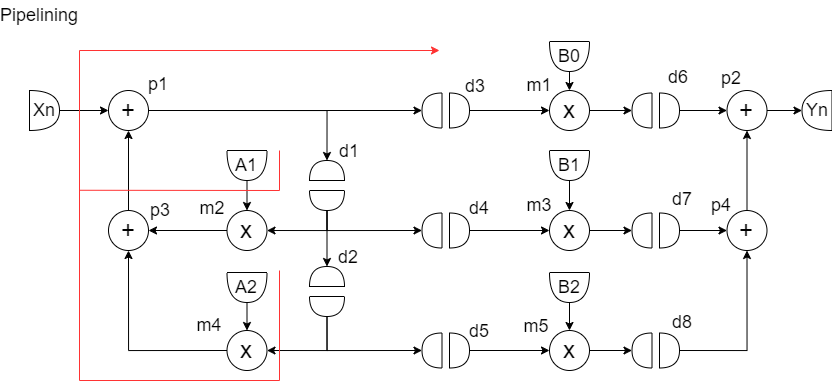 Pipelining
B0
d3
m1
d6
p2
p1
Xn
+
x
+
Yn
d1
A1
B1
d4
m3
d7
p4
p3
m2
+
x
x
+
d2
A2
B2
d5
m5
d8
m4
x
x